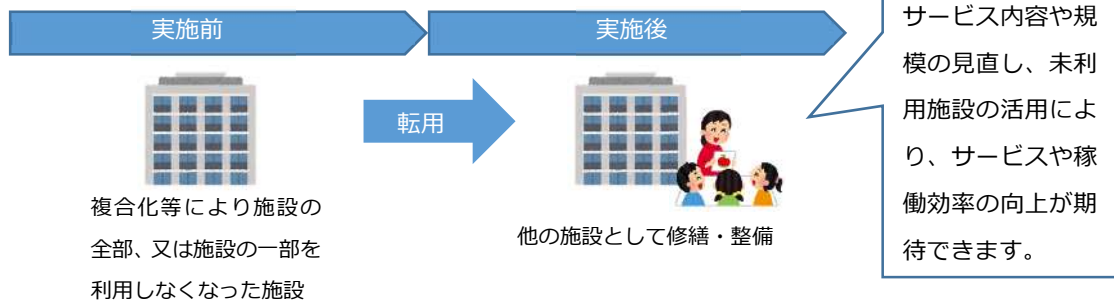 実施前
実施後
転用
複合化等により施設の
全部、又は施設の一部を
利用しなくなった施設
他の施設として修繕・整備
サービス内容や規
模の見直し、未利
用施設の活用によ
り、サービスや稼
働効率の向上が期
待できます。